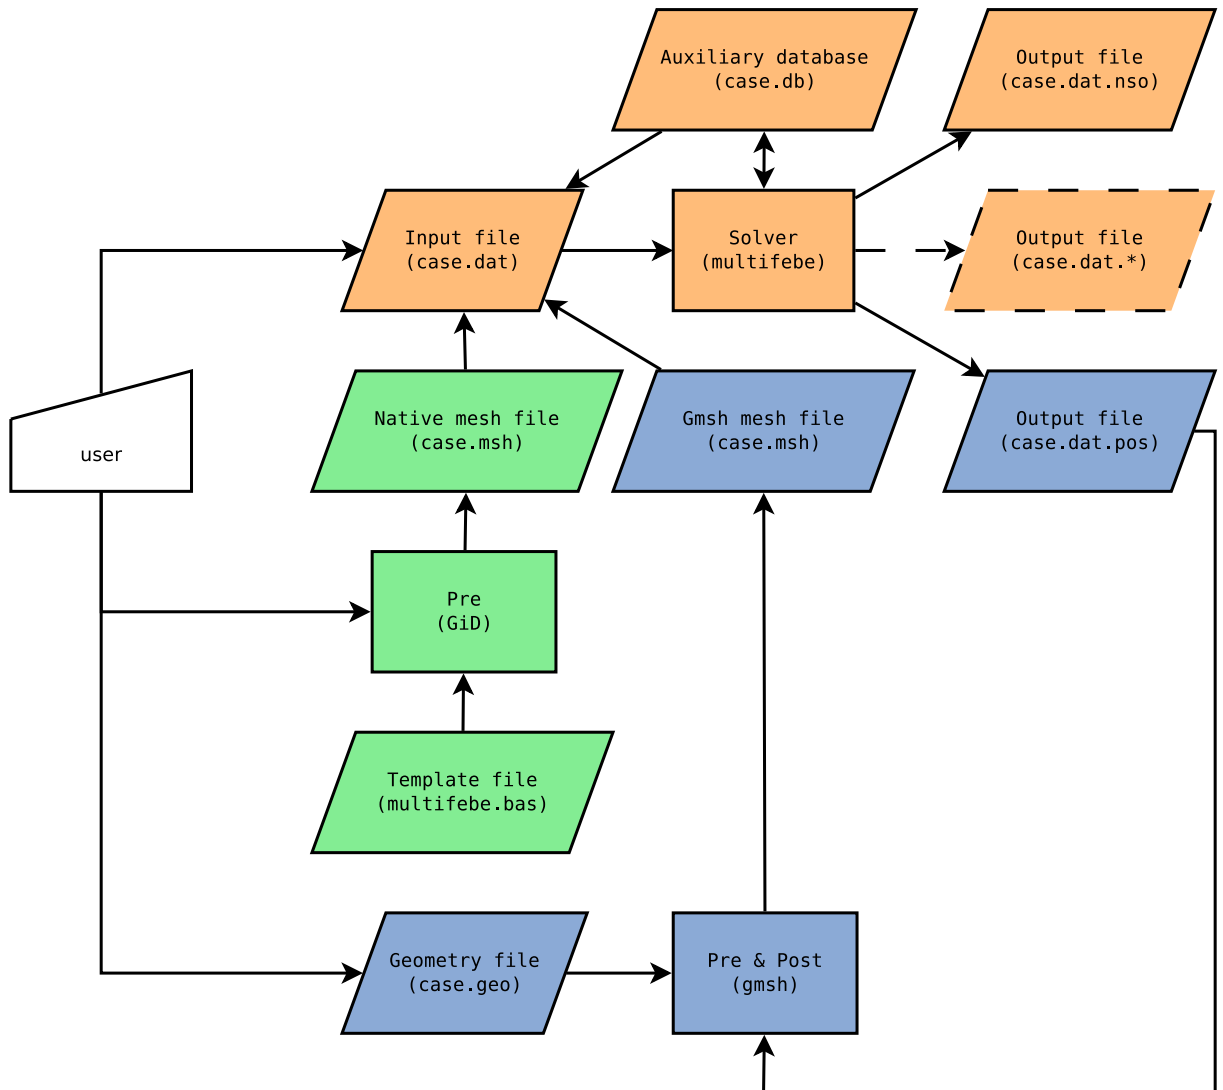 Auxiliary database
(case.db)
Output file
(case.dat.nso)
Input file
(case.dat)
Solver
(multifebe)
Output file
(case.dat.*)
user
Native mesh file
(case.msh)
Gmsh mesh file
(case.msh)
Output file
(case.dat.pos)
Pre
(GiD)
Template file
(multifebe.bas)
Geometry file
(case.geo)
Pre & Post
(gmsh)